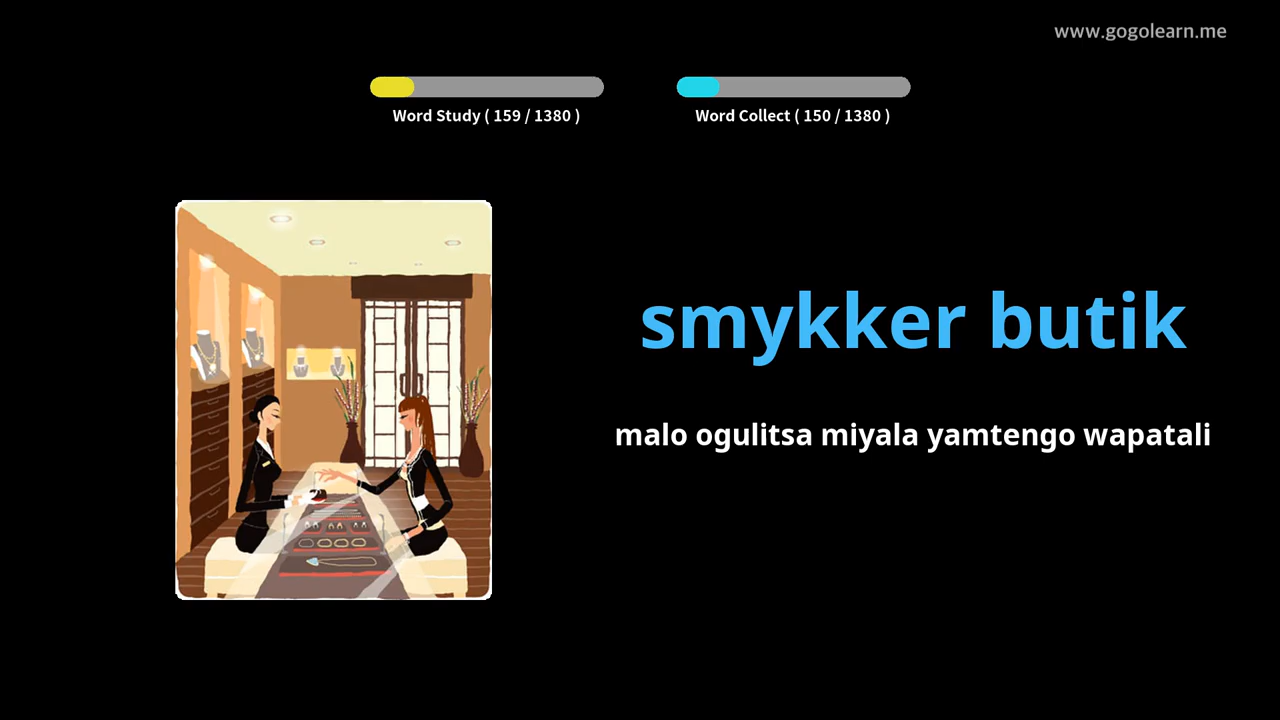 www.gogolearn.me
Word Study ( 159 / 1380 )
Word Collect ( 150 / 1380 )
smykker butik
malo ogulitsa miyala yamtengo wapatali